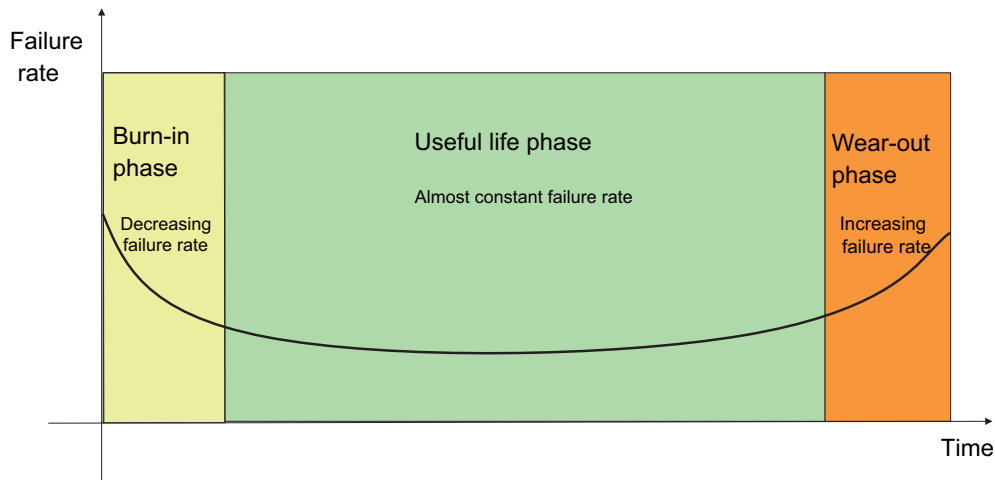 Failure
rate
Burn-in
phase
Decreasing
failure rate
Useful life phase
Almost constant failure rate
Wear-out
phase
Increasing
failure rate
Time